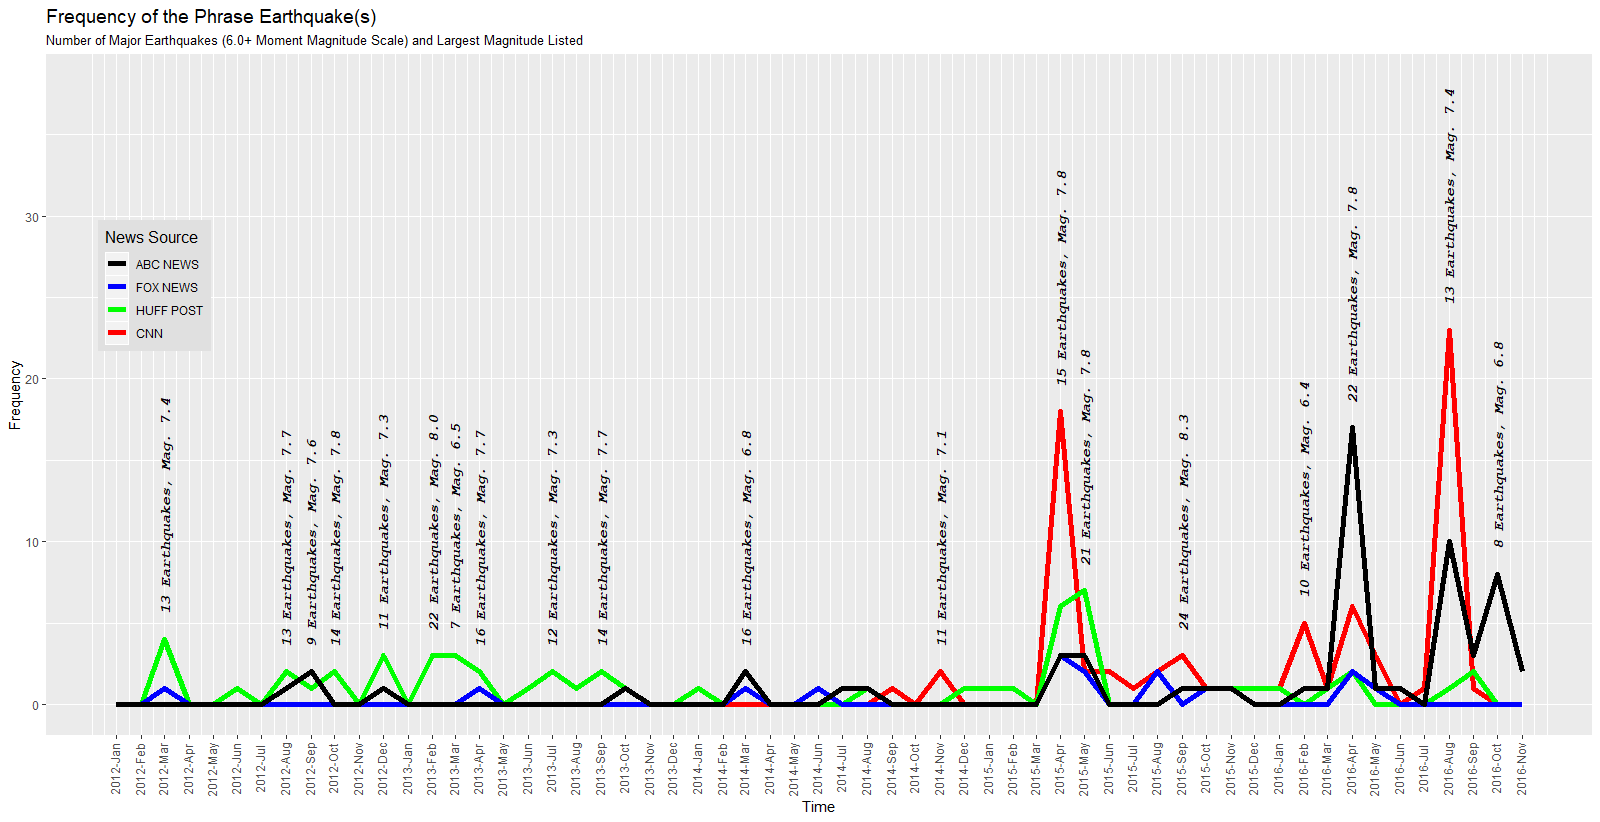 Frequency of the Phrase Earthquake(s)
Number of Major Earthquakes (6.0+ Moment Magnitude Scale) and Largest Magnitude Listed
Frequency
30
20
10
0
News Source
ABC NEWS
FOX NEWS
HUFF POST
CNN
13 Earthquakes, Mag. 7.4
13 Earthquakes, Mag. 7.7
9 Earthquakes, Mag. 7.6
14 Earthquakes, Mag. 7.8
11 Earthquakes, Mag. 7.3
22 Earthquakes, Mag. 8.0
7 Earthquakes, Mag. 6.5
16 Earthquakes, Mag. 7.7
12 Earthquakes, Mag. 7.3
14 Earthquakes, Mag. 7.7
16 Earthquakes, Mag. 6.8
11 Earthquakes, Mag. 7.1
15 Earthquakes, Mag. 7.8
21 Earthquakes, Mag. 7.8
24 Earthquakes, Mag. 8.3
10 Earthquakes, Mag. 6.4
22 Earthquakes, Mag. 7.8
13 Earthquakes, Mag. 7.4
8 Earthquakes, Mag. 6.8
2012-Jan
2012-Feb
2012-Mar
2012-Apr
2012-May
2012-Jun
2012-Jul
2012-Aug
2012-Sep
2012-Oct
2012-Nov
2012-Dec
2013-Jan
2013-Feb
2013-Mar
2013-Apr
2013-May
2013-Jun
2013-Jul
2013-Aug
2013-Sep
2013-Oct
2013-Nov
2013-Dec
2014-Jan
2014-Feb
2014-Mar
2014-Apr
2014-May
2014-Jun
2014-Jul
2014-Aug
2014-Sep
2014-Oct
2014-Nov
2014-Dec
2015-Jan
2015-Feb
2015-Mar
2015-Apr
2015-May
2015-Jun
2015-Jul
2015-Aug
2015-Sep
2015-Oct
2015-Nov
2015-Dec
2016-Jan
2016-Feb
2016-Mar
2016-Apr
2016-May
2016-Jun
2016-Jul
2016-Aug
2016-Sep
2016-Oct
2016-Nov
Time